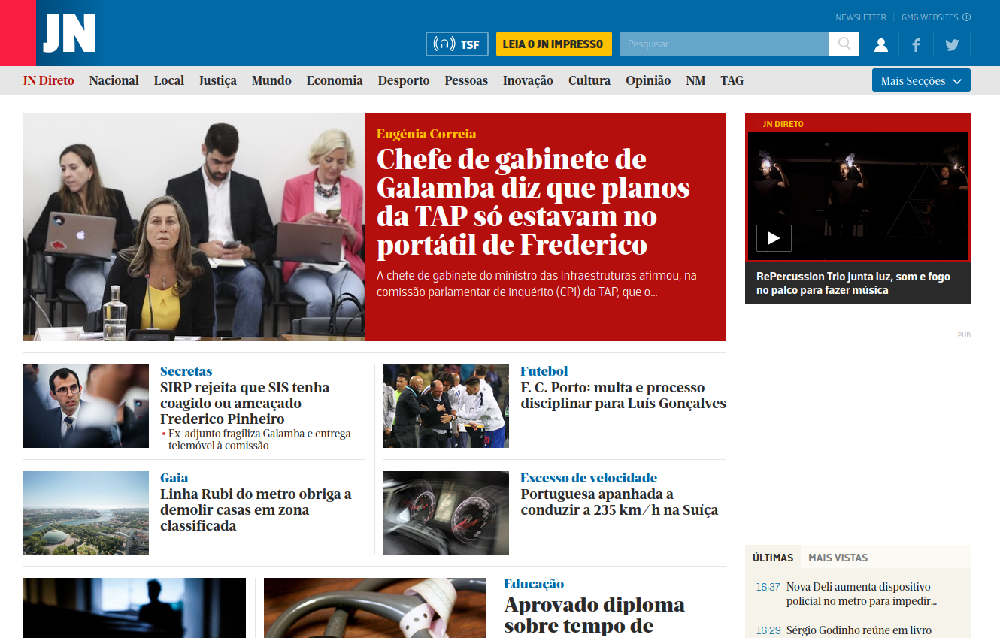 JN
NEWSLETTER
GMG WEBSITES
TSF
LEIA O JN IMPRESSO
Pesquisar
JN Direto Nacional Local Justiça Mundo Economia Desporto Pessoas Inovação Cultura Opinião NM TAG
Mais Secções
Eugénia Correia
Chefe de gabinete de
Galamba diz que planos
da TAP só estavam no
portátil de Frederico
A chefe de gabinete do ministro das Infraestruturas afirmou, na
comissão parlamentar de inquérito (CPI) da TAP, que o...
JN DIRETO
RePercussion Trio junta luz, som e fogo
no palco para fazer música
PUB
Secretas
SIRP rejeita que SIS tenha
coagido ou ameaçado
Frederico Pinheiro
• Ex-adjunto fragiliza Galamba e entrega
telemóvel à comissão
Futebol
F. C. Porto: multa e processo
disciplinar para Luís Gonçalves
Gaia
Linha Rubi do metro obriga a
demolir casas em zona
classificada
Excesso de velocidade
Portuguesa apanhada a
conduzir a 235 km/h na Suíça
Educação
Aprovado diploma
sobre tempo de
ÚLTIMAS
MAIS VISTAS
16:37 Nova Deli aumenta dispositivo
policial no metro para impedir...
16:29 Sérgio Godinho reúne em livro